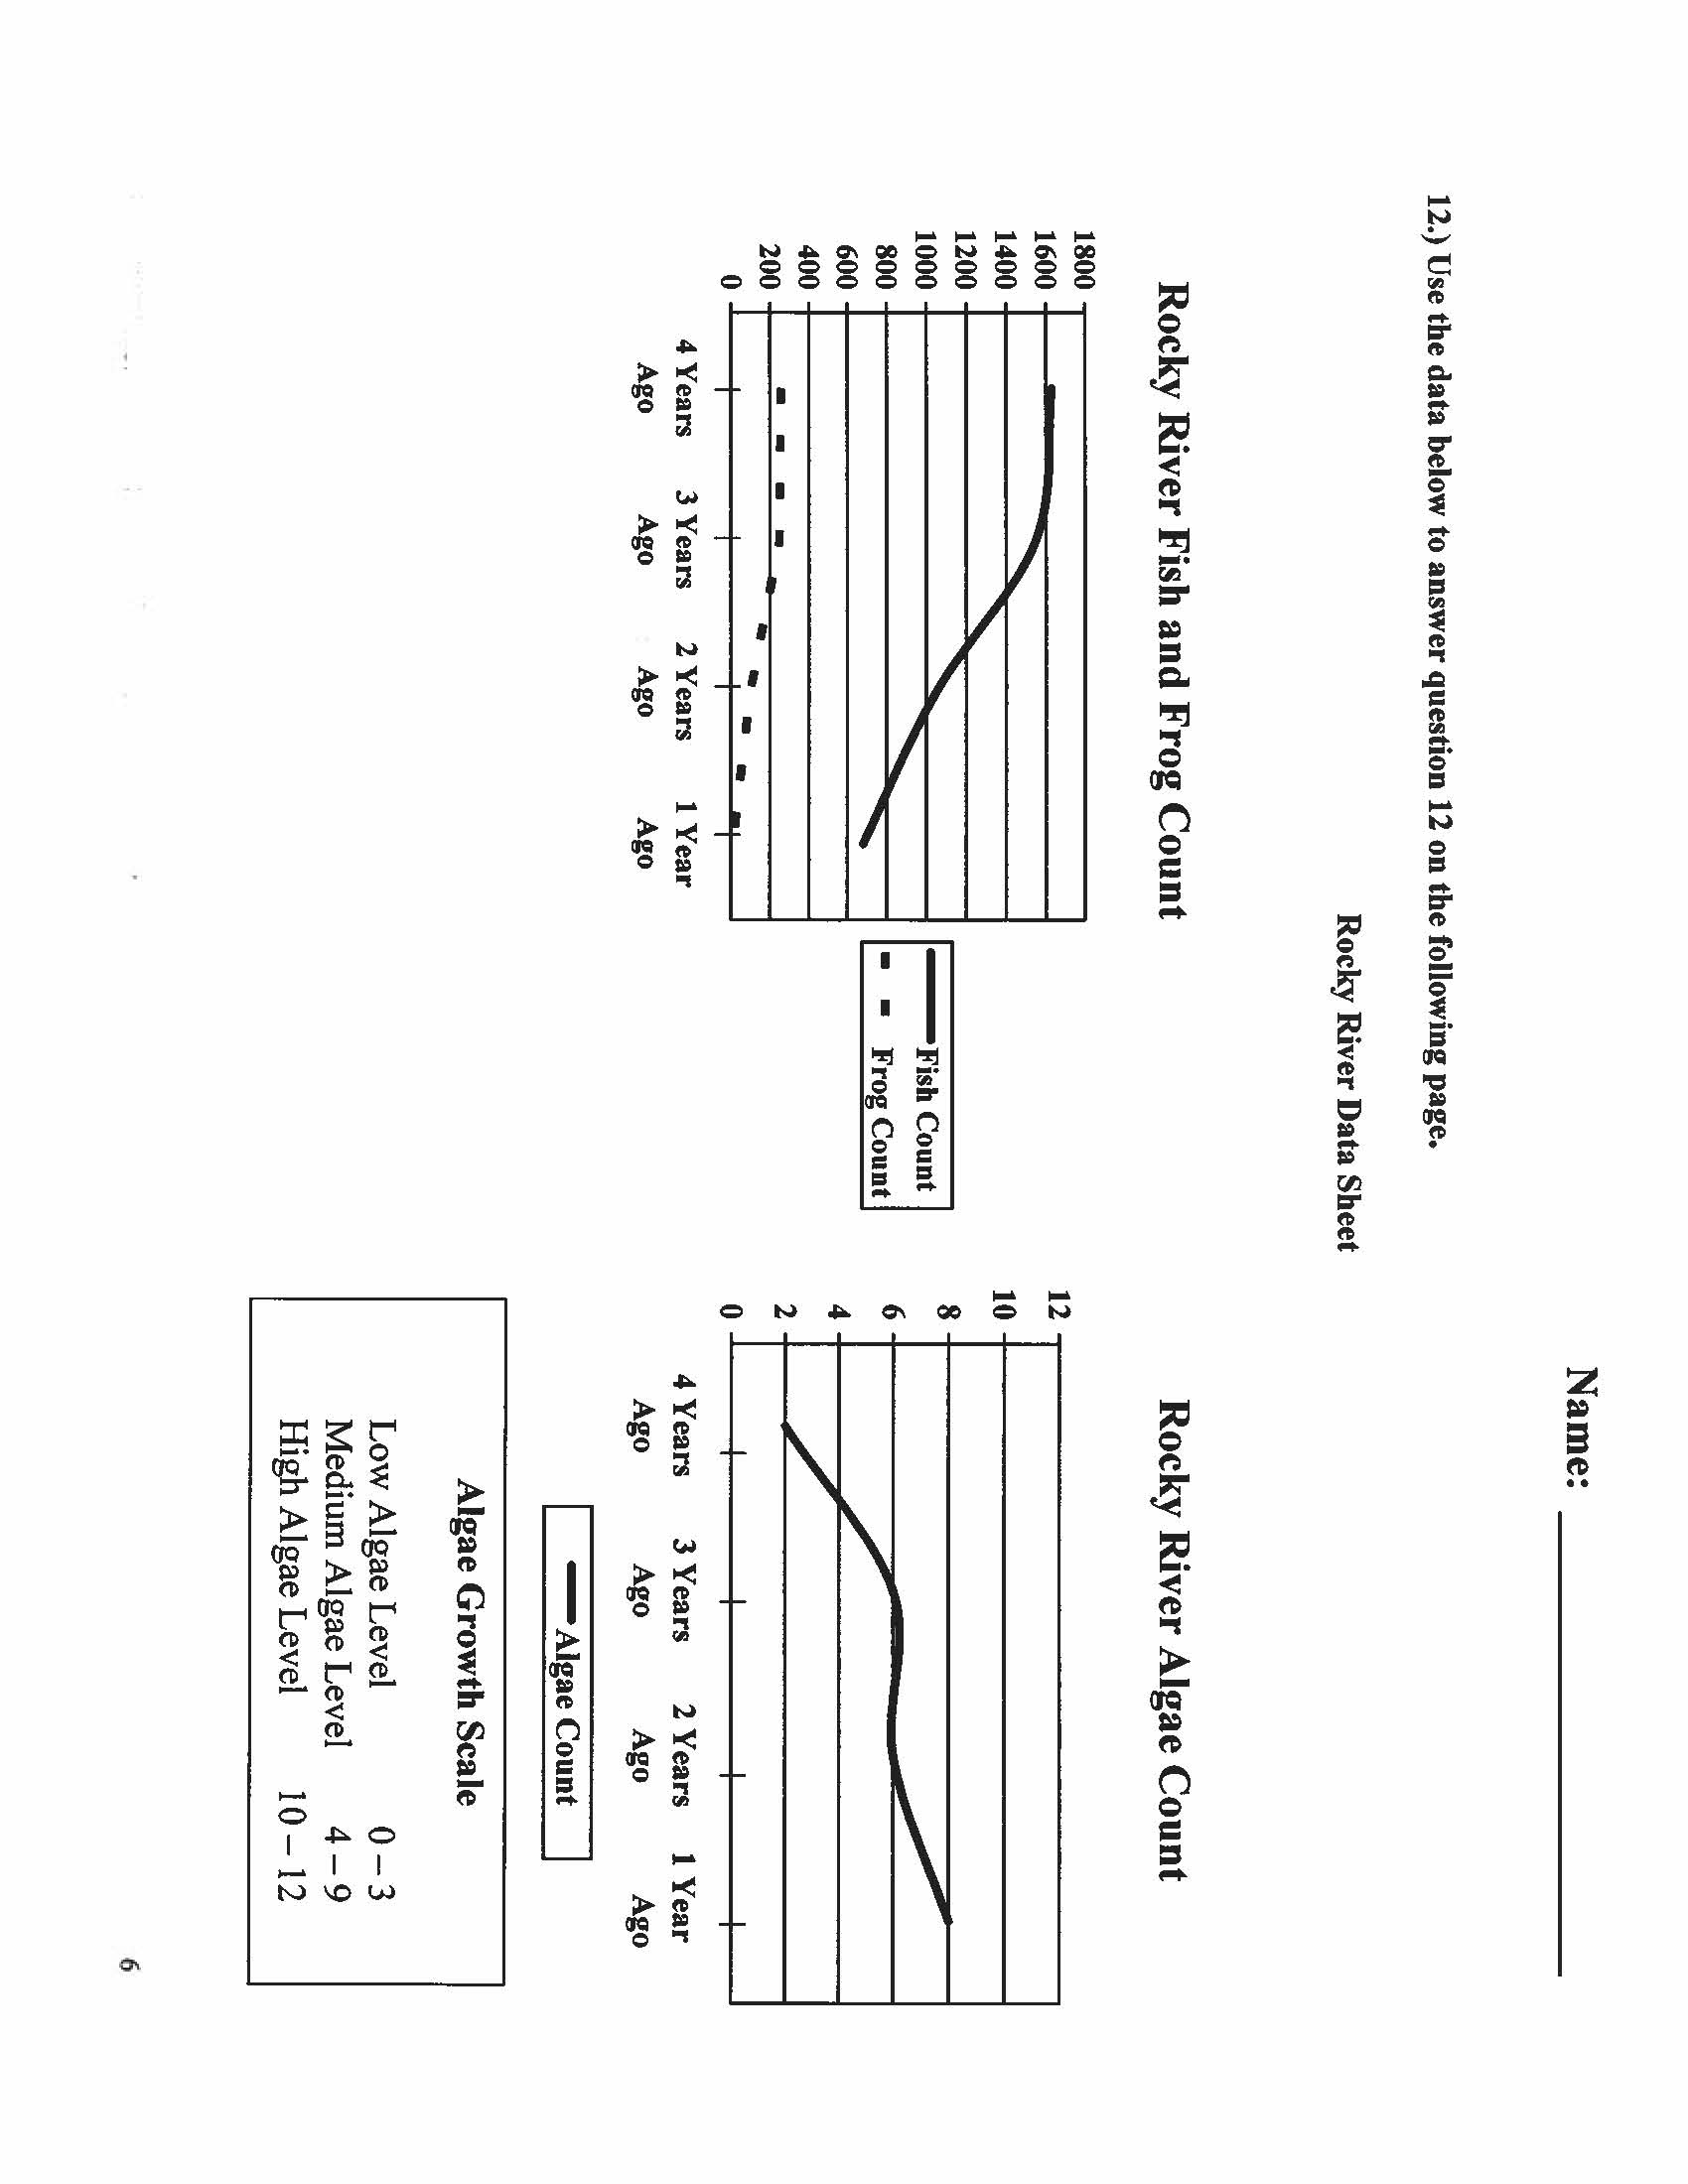 Name:
12.) Use the data below to answer question 12 on the following page.
Rocky River Data Sheet
Rocky River Fish and Frog Count
1800
1600
1400
1200
1000
800
600
400
200
0
4 Years
Ago
3 Years
Ago
2 Years
Ago
1 Year
Ago
Fish Count
Frog Count
Rocky River Algae Count
12
10
8
6
4
2
0
4 Years
Ago
3 Years
Ago
2 Years
Ago
1 Year
Ago
Algae Count
Algae Growth Scale
Low Algae Level 0 – 3
Medium Algae Level 4 – 9
High Algae Level 10 – 12
6